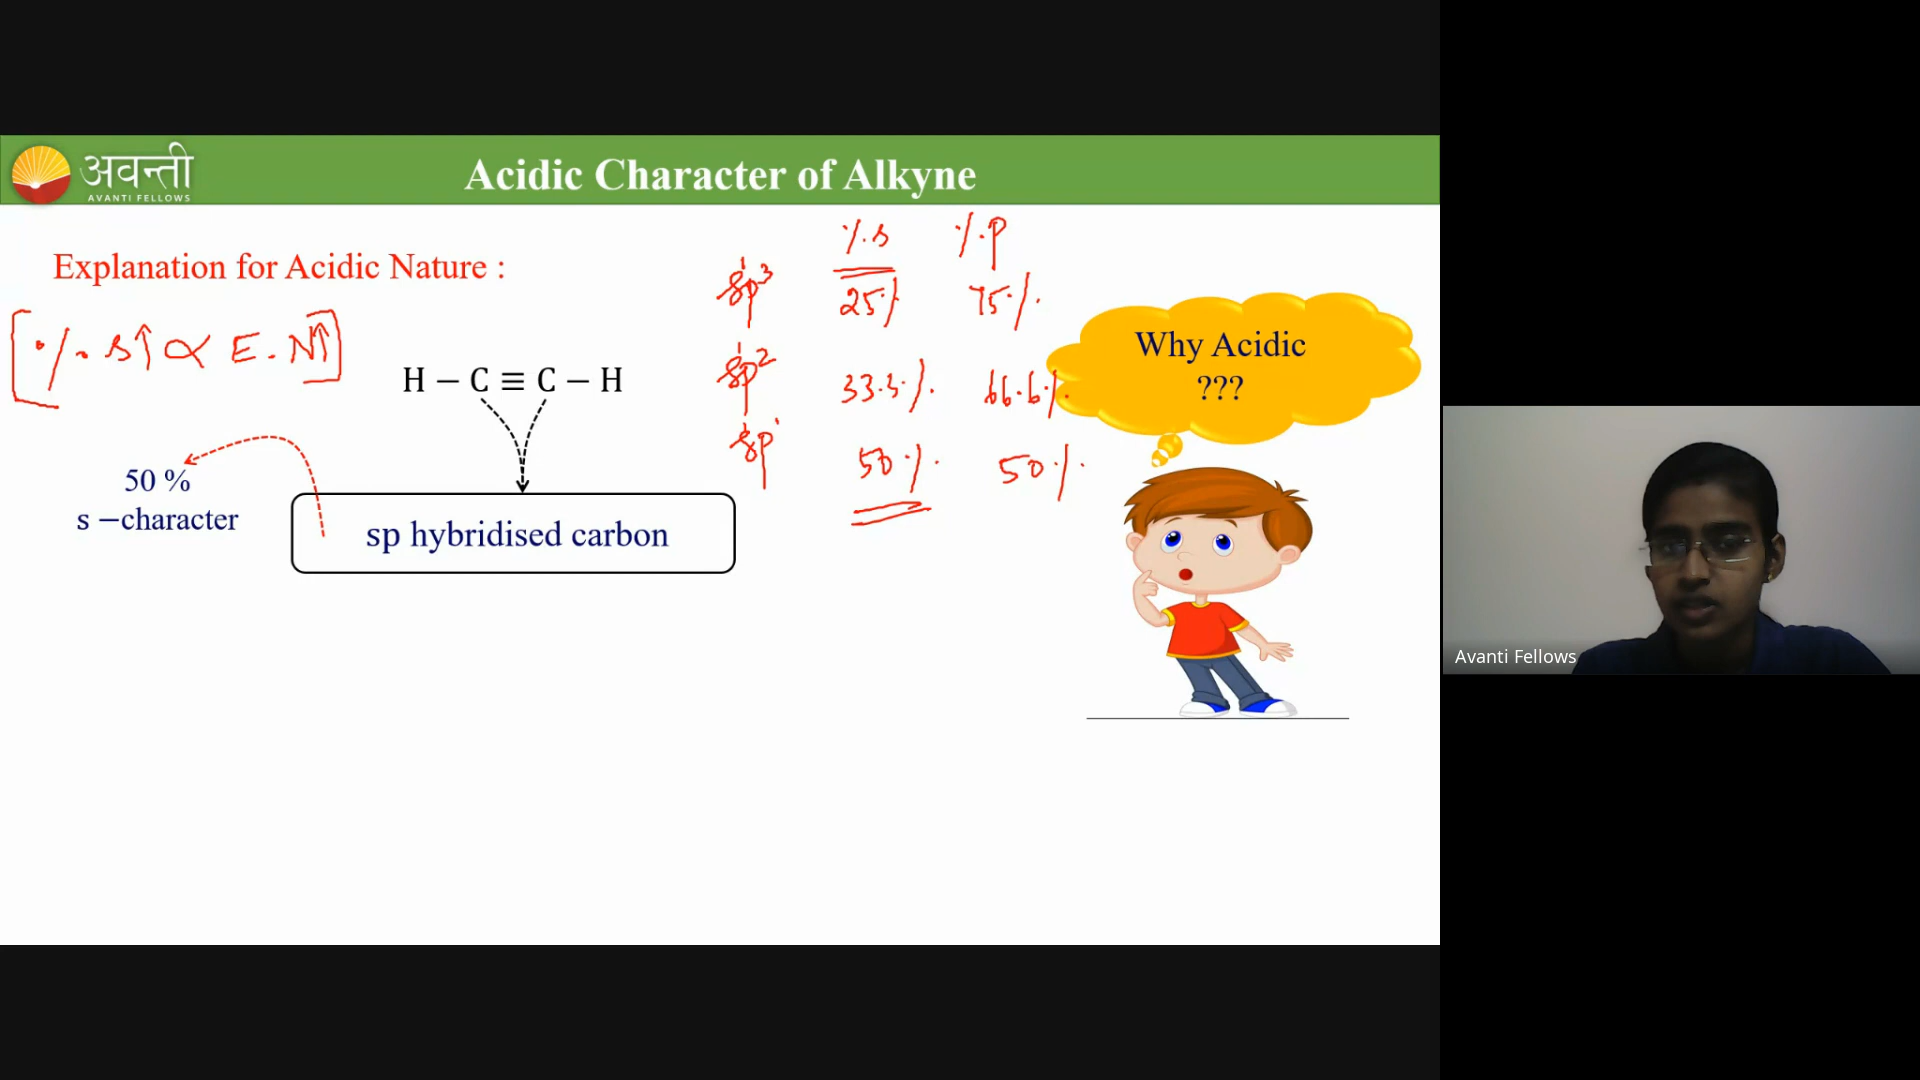 अवन्ती
AVANTI FELLOWS
Acidic Character of Alkyne
Explanation for Acidic Nature :
[% s↑ ∝ E.N↑]
H − C ≡ C − H
50 %
s −character
sp hybridised carbon
%.s %.p
sp³ 25% 75%
sp² 33.3% 66.6%
sp¹ 50% 50%
Why Acidic
???
Avanti Fellows